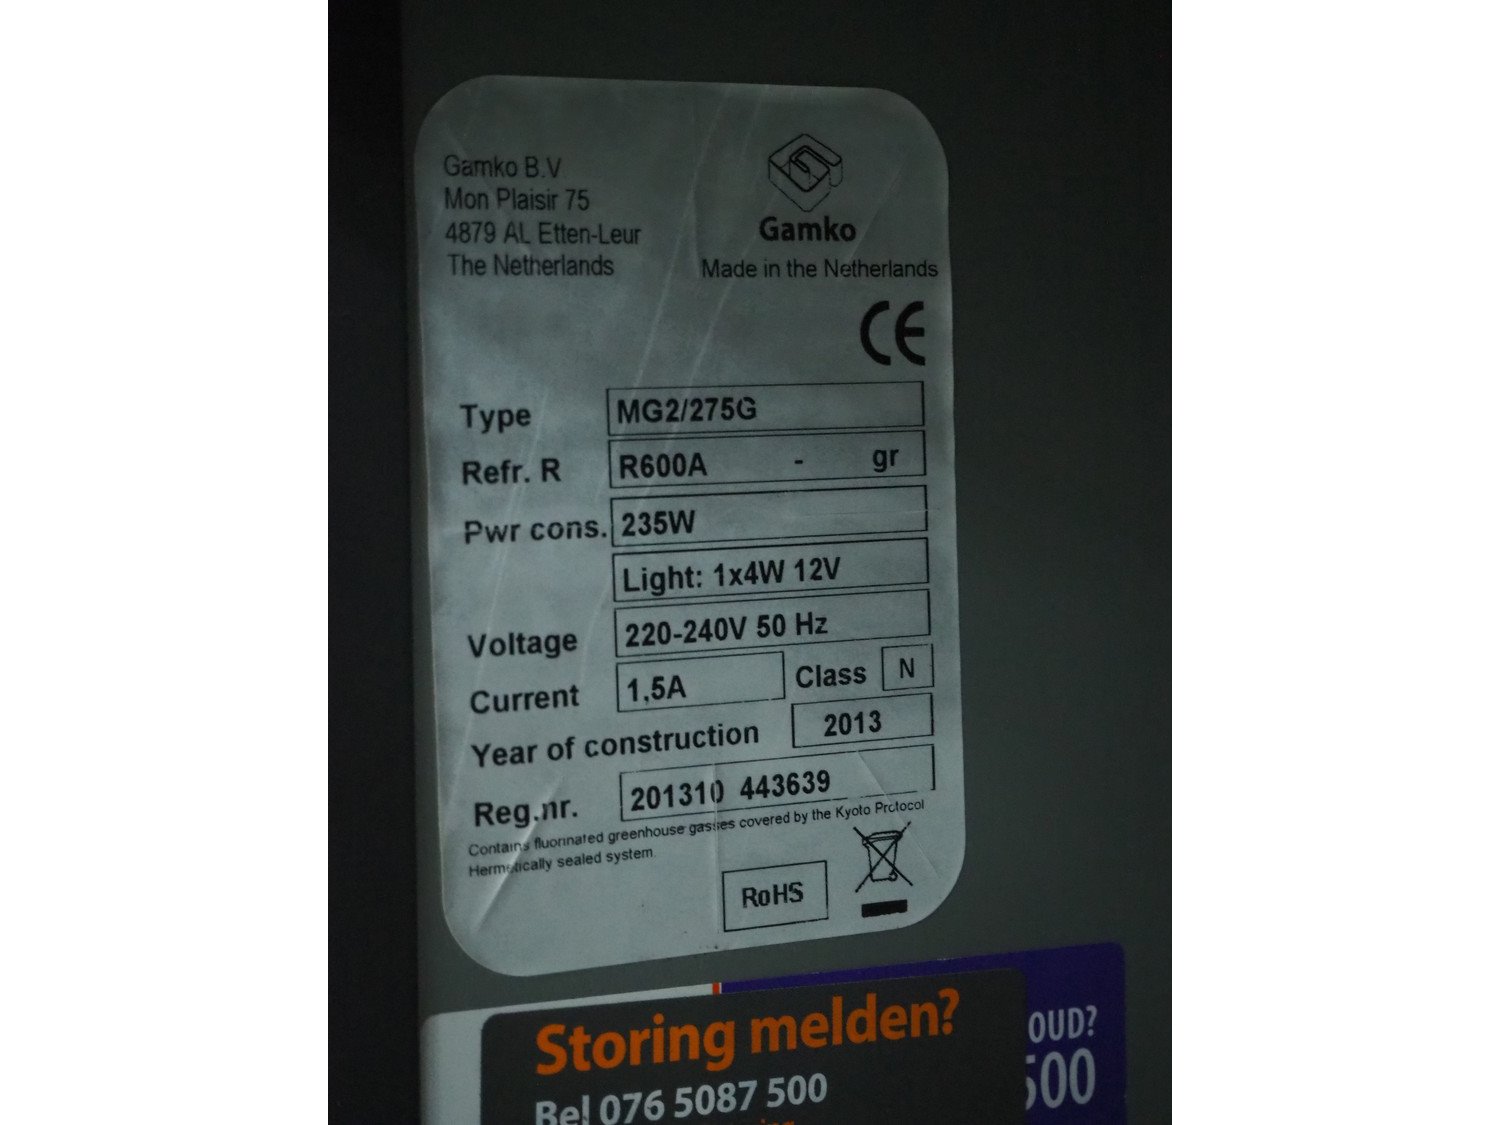 Gamko B.V
Mon Plaisir 75
4879 AL Etten-Leur
The Netherlands
Gamko
Made in the Netherlands
CE
Type MG2/275G
Refr. R R600A - gr
Pwr cons. 235W
Light: 1x4W 12V
Voltage 220-240V 50 Hz
Current 1,5A Class N
Year of construction 2013
Reg.nr. 201310 443639
Contains fluorinated greenhouse gasses covered by the Kyoto Protocol
Hermetically sealed system.
RoHS
Storing melden?
Bel 076 5087 500
OUD?
500